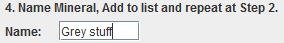 4. Name Mineral, Add to list and repeat at Step 2.
Name: Grey stuff